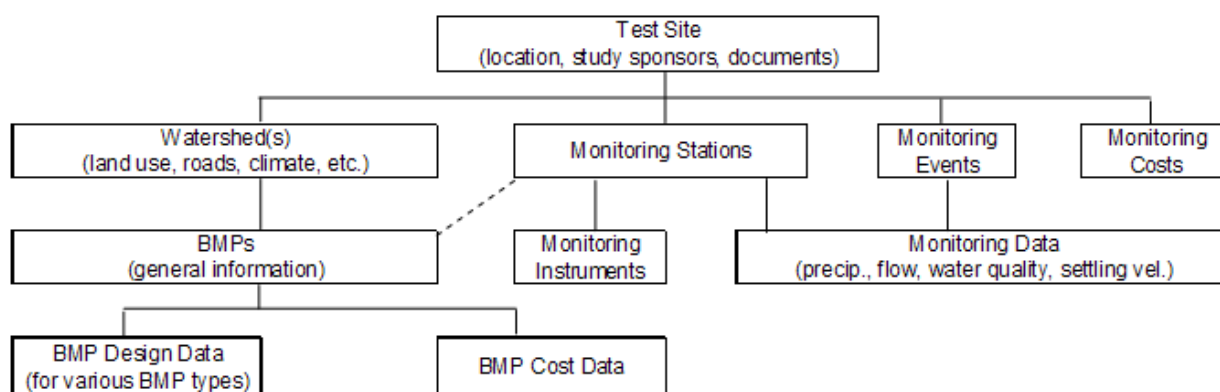 Test Site
(location, study sponsors, documents)
Watershed(s)
(land use, roads, climate, etc.)
Monitoring Stations
Monitoring
Events
Monitoring
Costs
BMPs
(general information)
Monitoring
Instruments
Monitoring Data
(precip., flow, water quality, settling vel.)
BMP Design Data
(for various BMP types)
BMP Cost Data